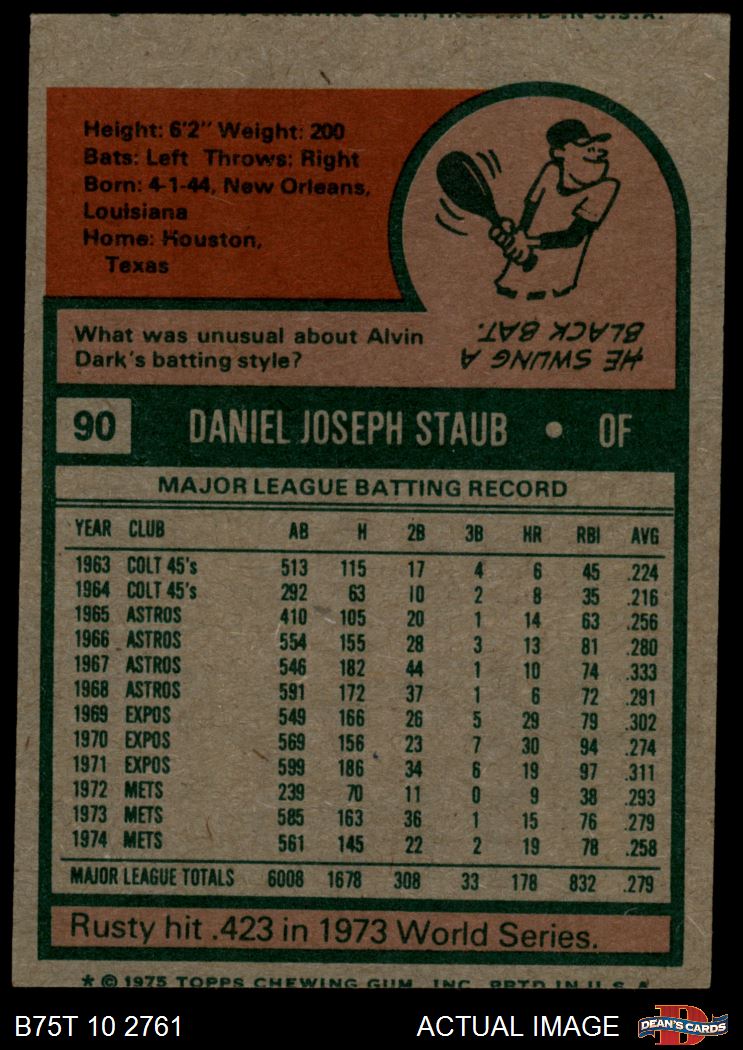 Height: 6'2" Weight: 200
Bats: Left Throws: Right
Born: 4-1-44, New Orleans,
Louisiana
Home: Houston,
Texas
What was unusual about Alvin
Dark's batting style?
HE SWUNG A
BLACK BAT.
90 DANIEL JOSEPH STAUB • OF
MAJOR LEAGUE BATTING RECORD
YEAR CLUB AB H 2B 3B HR RBI AVG
1963 COLT 45's 513 115 17 4 6 45 .224
1964 COLT 45's 292 63 10 2 8 35 .216
1965 ASTROS 410 105 20 1 14 63 .256
1966 ASTROS 554 155 28 3 13 81 .280
1967 ASTROS 546 182 44 1 10 74 .333
1968 ASTROS 591 172 37 1 6 72 .291
1969 EXPOS 549 166 26 5 29 79 .302
1970 EXPOS 569 156 23 7 30 94 .274
1971 EXPOS 599 186 34 6 19 97 .311
1972 METS 239 70 11 0 9 38 .293
1973 METS 585 163 36 1 15 76 .279
1974 METS 561 145 22 2 19 78 .258
MAJOR LEAGUE TOTALS 6008 1678 308 33 178 832 .279
Rusty hit .423 in 1973 World Series.
* © 1975 TOPPS CHEWING GUM, INC. PRTD IN U.S.A.
B75T 10 2761 ACTUAL IMAGE
D
DEAN'S CARDS